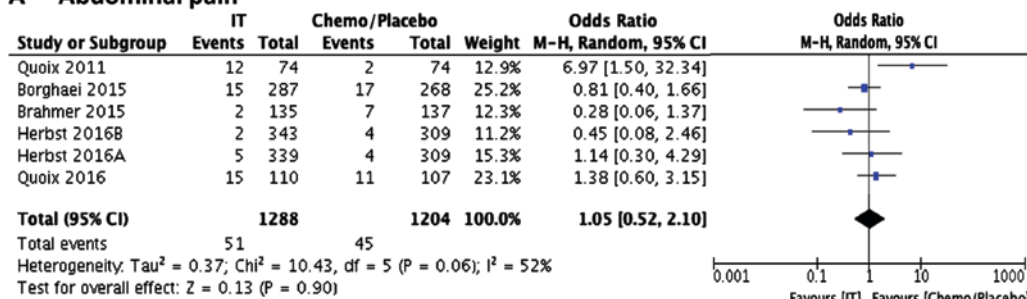 A Abdominal pain
IT Chemo/Placebo Odds Ratio Odds Ratio
Study or Subgroup Events Total Events Total Weight M-H, Random, 95% CI M-H, Random, 95% CI
Quoix 2011 12 74 2 74 12.9% 6.97 [1.50, 32.34]
Borghaei 2015 15 287 17 268 25.2% 0.81 [0.40, 1.66]
Brahmer 2015 2 135 7 137 12.3% 0.28 [0.06, 1.37]
Herbst 2016B 2 343 4 309 11.2% 0.45 [0.08, 2.46]
Herbst 2016A 5 339 4 309 15.3% 1.14 [0.30, 4.29]
Quoix 2016 15 110 11 107 23.1% 1.38 [0.60, 3.15]
Total (95% CI) 1288 1204 100.0% 1.05 [0.52, 2.10]
Total events 51 45
Heterogeneity: Tau² = 0.37; Chi² = 10.43, df = 5 (P = 0.06); I² = 52%
Test for overall effect: Z = 0.13 (P = 0.90)
0.001 0.1 1 10 1000
Favours [IT] Favours [Chemo/Placebo]